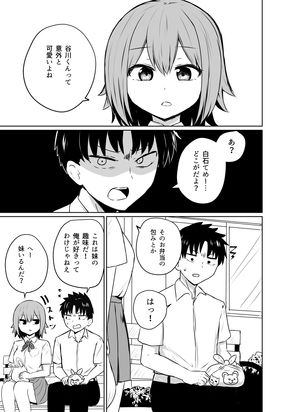 谷川くんって
意外と
可愛いよね
あ？
白石てめー！…
どこがだよ？
そのお弁当の
包みとか
はっ！
これは妹の
趣味だ！
俺が好きって
わけじゃねえ
ストッ
へー
妹いるんだ？